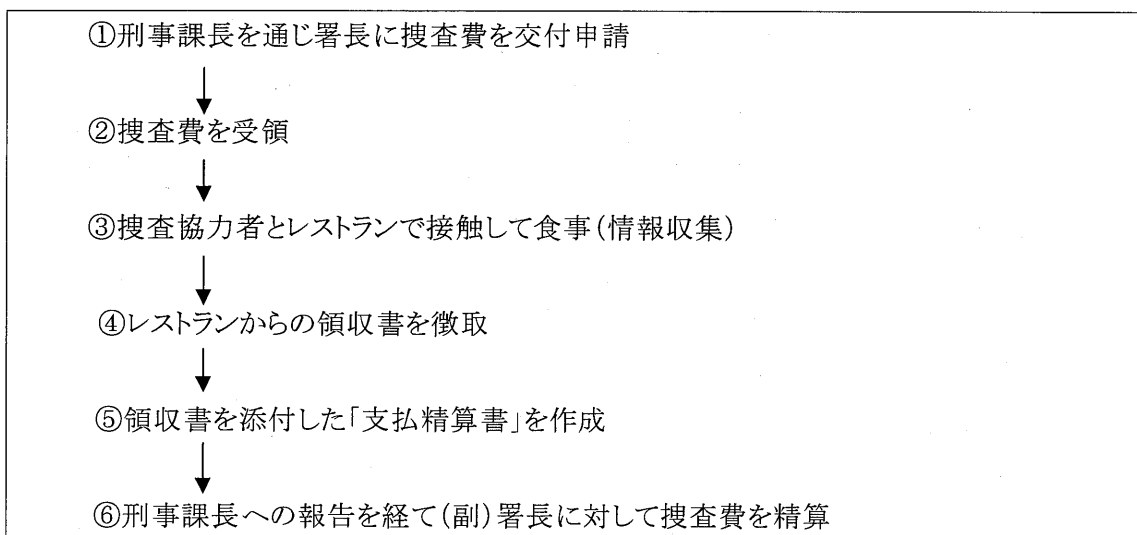 ①刑事課長を通じ署長に捜査費を交付申請
②捜査費を受領
③捜査協力者とレストランで接触して食事(情報収集)
④レストランからの領収書を徴取
⑤領収書を添付した「支払精算書」を作成
⑥刑事課長への報告を経て(副)署長に対して捜査費を精算